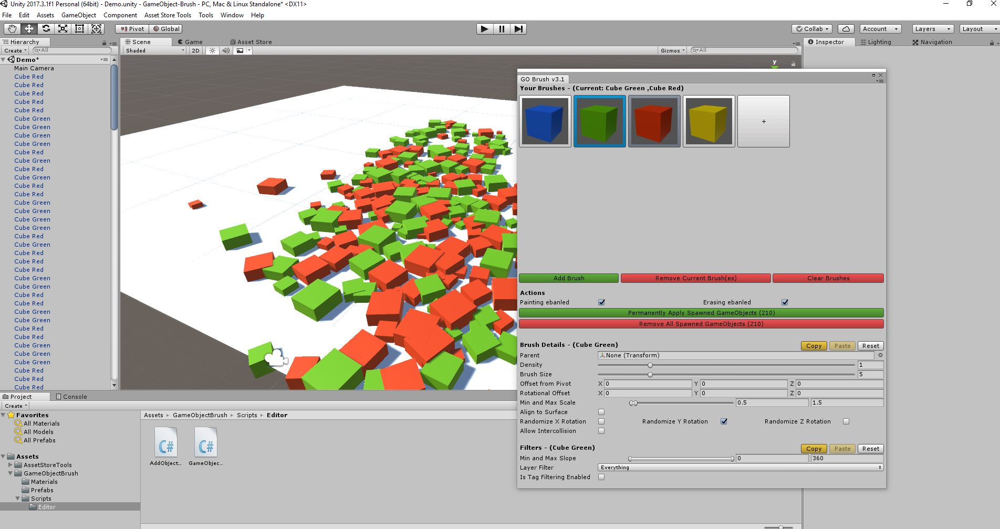 Unity 2017.3.1f1 Personal (64bit) - Demo.unity - GameObject-Brush - PC, Mac & Linux Standalone* <DX11>
File Edit Assets GameObject Component Asset Store Tools Tools Window Help
Pivot Global Collab Account Layers Layout
Hierarchy
Create All
Demo*
Main Camera
Cube Red
Cube Red
Cube Red
Cube Red
Cube Red
Cube Green
Cube Green
Cube Green
Cube Green
Cube Red
Cube Green
Cube Red
Cube Green
Cube Red
Cube Red
Cube Green
Cube Green
Cube Green
Cube Green
Cube Red
Cube Green
Cube Red
Cube Red
Cube Red
Cube Green
Cube Green
Cube Red
Cube Red
Cube Green
Cube Green
Cube Red
Cube Red
Cube Green
Cube Green
Cube Green
Cube Red
Cube Red
Cube Red
Scene Game Asset Store
Shaded 2D Gizmos All
y
Inspector Lighting Navigation
GO Brush v3.1
Your Brushes - (Current: Cube Green ,Cube Red)
+
Add Brush Remove Current Brush(es) Clear Brushes
Actions
Painting ebanled Erasing ebanled
Permanently Apply Spawned GameObjects (210)
Remove All Spawned GameObjects (210)
Brush Details - (Cube Green) Copy Paste Reset
Parent None (Transform)
Density 1
Brush Size 5
Offset from Pivot X 0 Y 0 Z 0
Rotational Offset X 0 Y 0 Z 0
Min and Max Scale 0.5 1.5
Align to Surface
Randomize X Rotation Randomize Y Rotation Randomize Z Rotation
Allow Intercollision
Filters - (Cube Green) Copy Paste Reset
Min and Max Slope 0 360
Layer Filter Everything
Is Tag Filtering Enabled
Project Console
Create
Favorites
All Materials
All Models
All Prefabs
Assets
AssetStoreTools
GameObjectBrush
Materials
Prefabs
Scripts
Editor
Assets ▸ GameObjectBrush ▸ Scripts ▸ Editor
C# C#
AddObject... GameObjec...